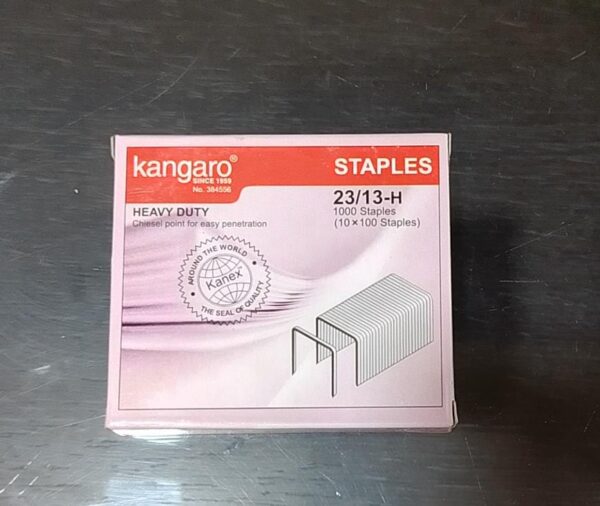 kangaro®
SINCE 1959
No. 384556
STAPLES
HEAVY DUTY
Chiesel point for easy penetration
23/13-H
1000 Staples
(10 × 100 Staples)
AROUND THE WORLD
Kanex®
THE SEAL OF QUALITY